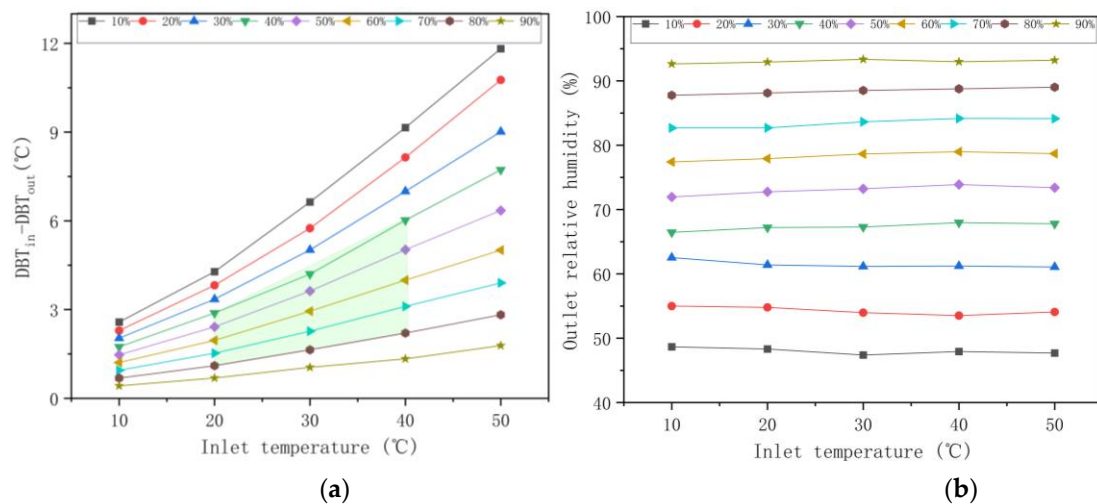 10% 20% 30% 40% 50% 60% 70% 80% 90%
12
9
6
3
0
DBTin-DBTout(℃)
10 20 30 40 50
Inlet temperature (℃)
(a)
10% 20% 30% 40% 50% 60% 70% 80% 90%
100
90
80
70
60
50
40
Outlet relative humidity (%)
10 20 30 40 50
Inlet temperature (℃)
(b)